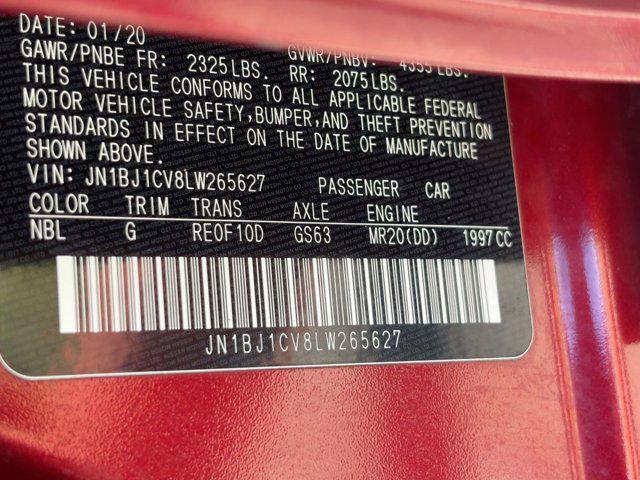 DATE: 01/20
GAWR/PNBE FR: 2325LBS. GVWR/PNBV: 4355LBS.
RR: 2075LBS.
THIS VEHICLE CONFORMS TO ALL APPLICABLE FEDERAL
MOTOR VEHICLE SAFETY,BUMPER,AND THEFT PREVENTION
STANDARDS IN EFFECT ON THE DATE OF MANUFACTURE
SHOWN ABOVE.
VIN: JN1BJ1CV8LW265627 PASSENGER CAR
COLOR TRIM TRANS AXLE ENGINE
NBL G RE0F10D GS63 MR20(DD) 1997CC
JN1BJ1CV8LW265627